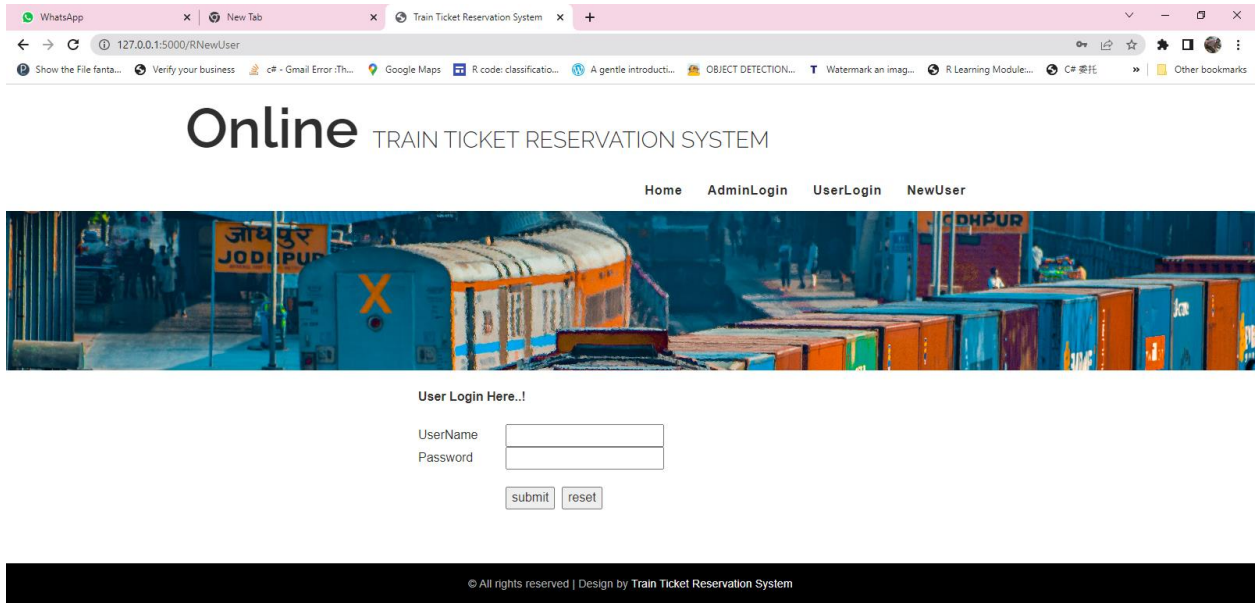 WhatsApp
New Tab
Train Ticket Reservation System
127.0.0.1:5000/RNewUser
Show the File fanta...
Verify your business
c# - Gmail Error :Th...
Google Maps
R code: classificatio...
A gentle introducti...
OBJECT DETECTION...
Watermark an imag...
R Learning Module:...
C# 委托
»
Other bookmarks
Online TRAIN TICKET RESERVATION SYSTEM
Home AdminLogin UserLogin NewUser
जोधपुर
JODHPUR
X
User Login Here..!
UserName
Password
submit reset
© All rights reserved | Design by Train Ticket Reservation System